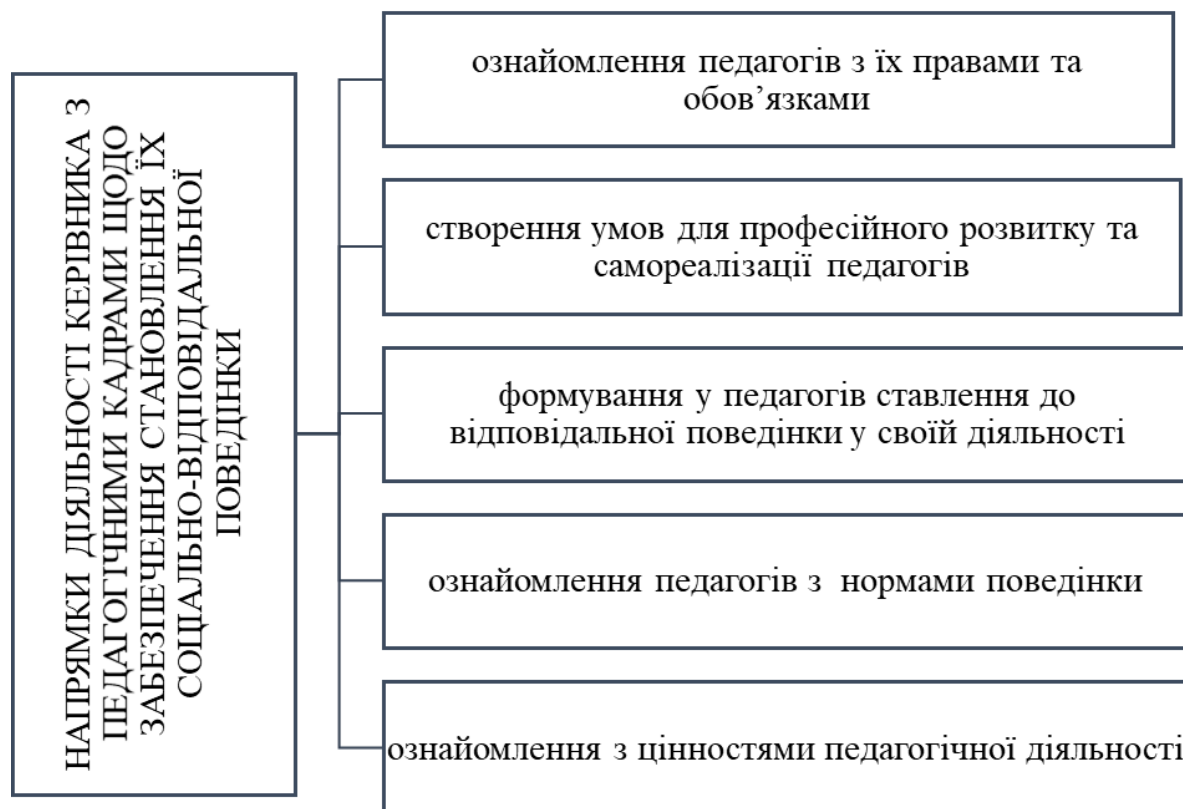 НАПРЯМКИ ДІЯЛЬНОСТІ КЕРІВНИКА З
ПЕДАГОГІЧНИМИ КАДРАМИ ЩОДО
ЗАБЕЗПЕЧЕННЯ СТАНОВЛЕННЯ ЇХ
СОЦІАЛЬНО-ВІДПОВІДАЛЬНОЇ
ПОВЕДІНКИ
ознайомлення педагогів з їх правами та
обов’язками
створення умов для професійного розвитку та
самореалізації педагогів
формування у педагогів ставлення до
відповідальної поведінки у своїй діяльності
ознайомлення педагогів з нормами поведінки
ознайомлення з цінностями педагогічної діяльності